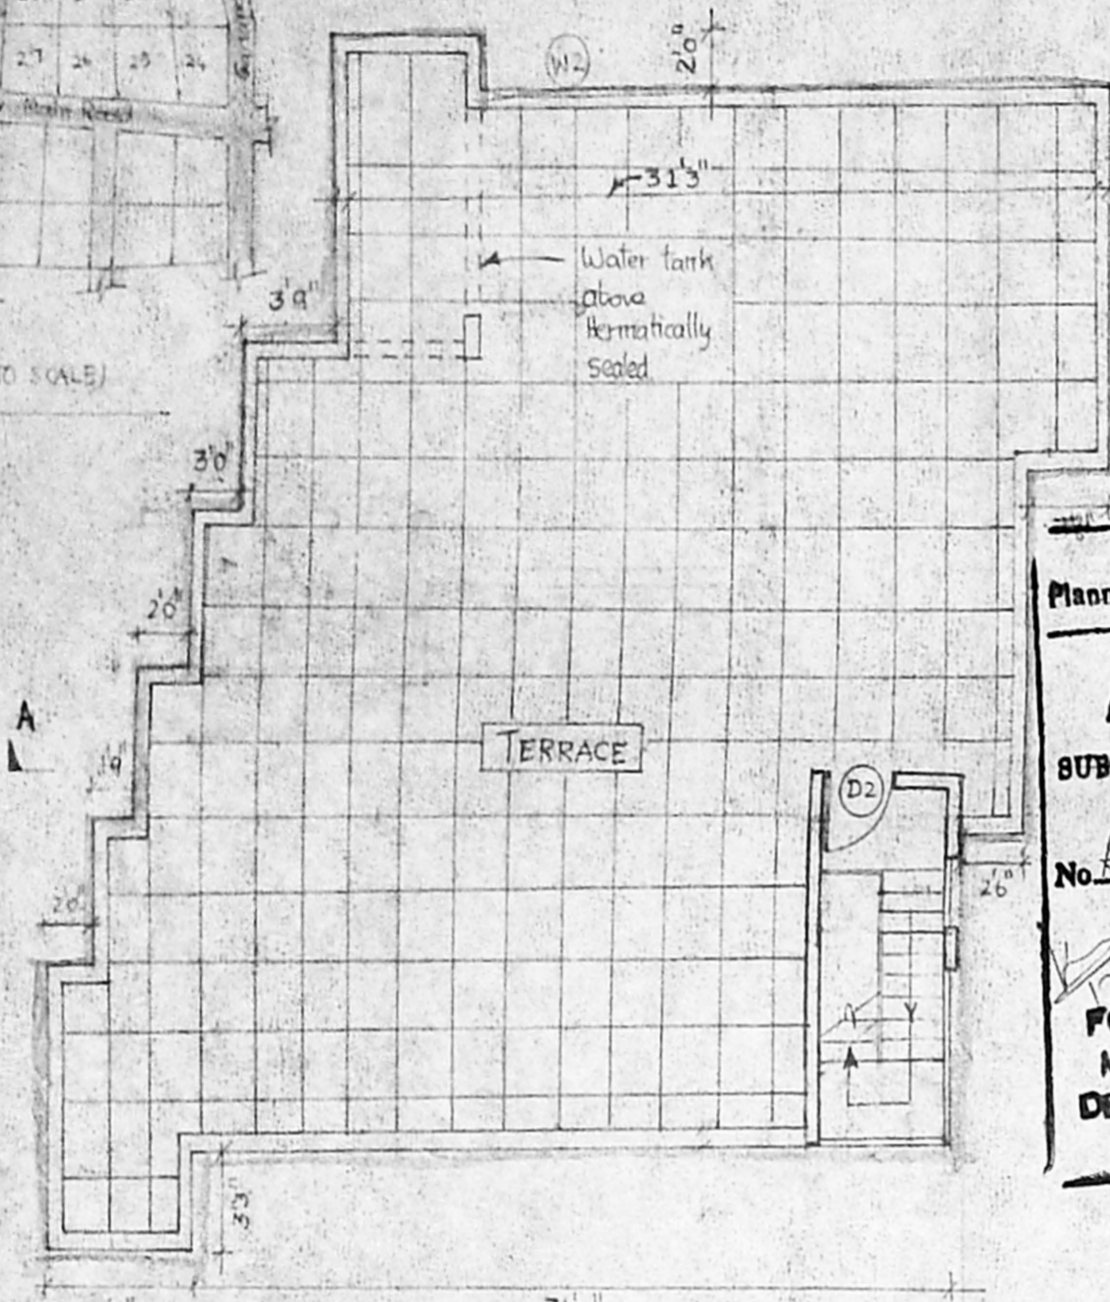 27 26 25 24
Main Road
W2
2'0"
31'3"
Water tank
above
Hermatically
sealed.
3'9"
O SCALE)
3'0"
2'0"
A
1'9"
TERRACE
D2
2'0"
2'6"
3'3"
Plann
SUB
No.